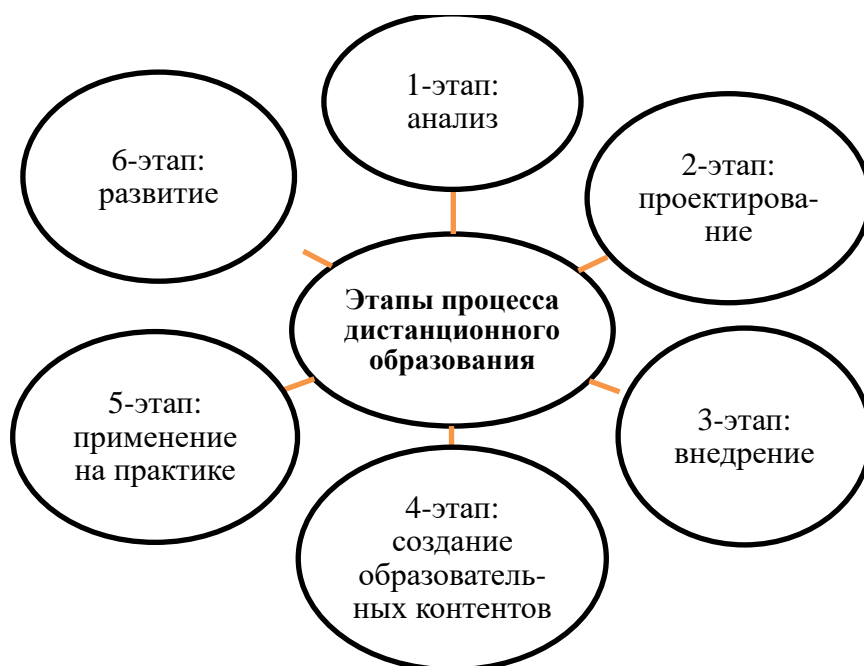 1-этап:
анализ
2-этап:
проектирова-
ние
3-этап:
внедрение
4-этап:
создание
образователь-
ных контентов
5-этап:
применение
на практике
6-этап:
развитие
Этапы процесса
дистанционного
образования